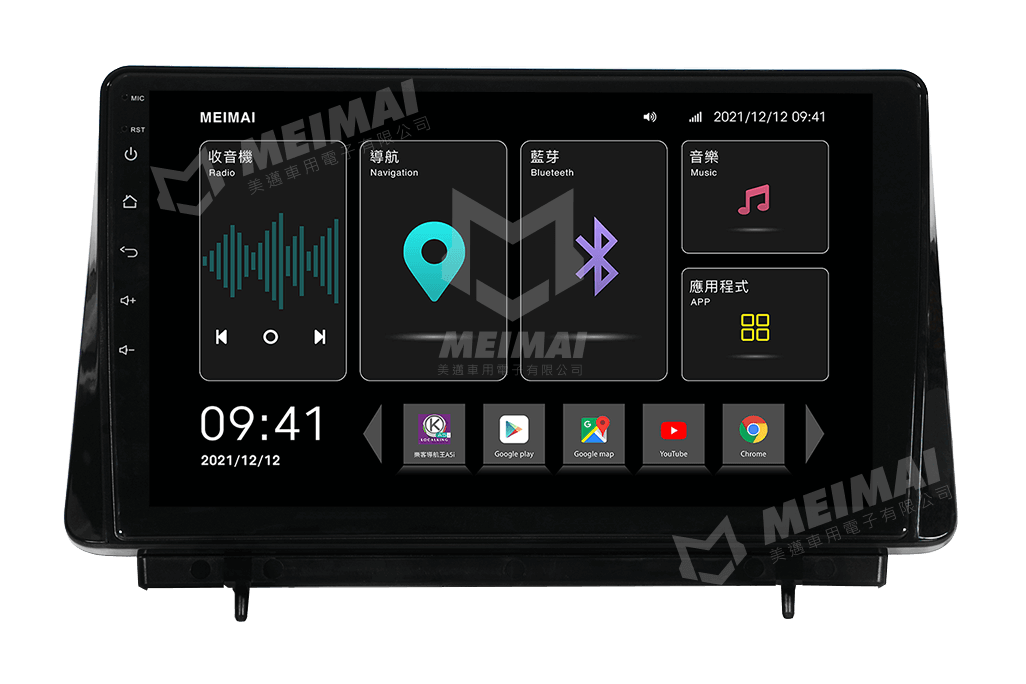 MIC
RST
MEIMAI
2021/12/12 09:41
收音機
Radio
導航
Navigation
藍芽
Blueteeth
音樂
Music
應用程式
APP
09:41
2021/12/12
樂客導航王A5i
LOCALKING
A5i
Google play
G
Google map
YouTube
Chrome
MEIMAI
美邁車用電子有限公司
MEIMAI
美邁車用電子有限公司
MEIMAI
美邁車用電子有限公司